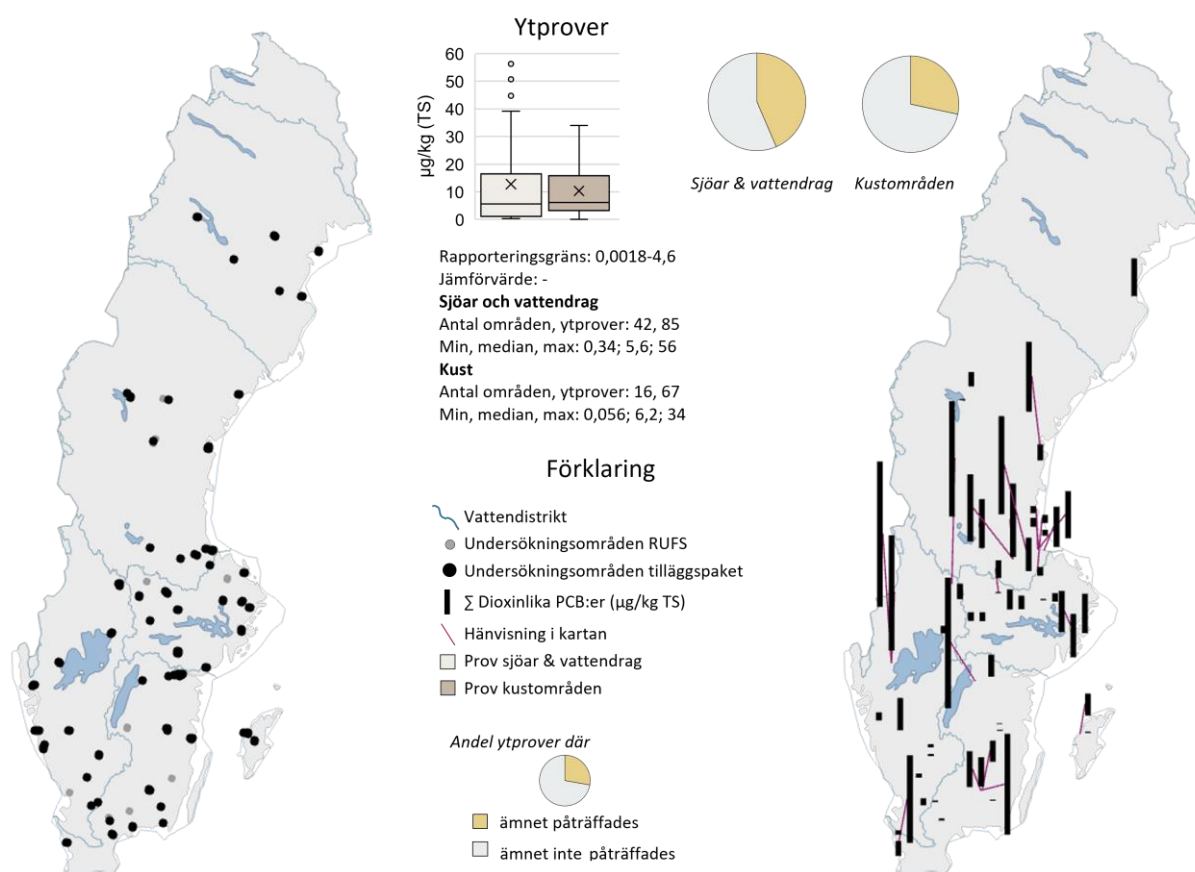 Ytprover
60
50
40
30
20
10
0
µg/kg (TS)
Sjöar & vattendrag
Kustområden
Rapporteringsgräns: 0,0018-4,6
Jämförvärde: -
Sjöar och vattendrag
Antal områden, ytprover: 42, 85
Min, median, max: 0,34; 5,6; 56
Kust
Antal områden, ytprover: 16, 67
Min, median, max: 0,056; 6,2; 34
Förklaring
Vattendistrikt
Undersökningsområden RUFS
Undersökningsområden tilläggspaket
∑ Dioxinlika PCB:er (µg/kg TS)
Hänvisning i kartan
Prov sjöar & vattendrag
Prov kustområden
Andel ytprover där
ämnet påträffades
ämnet inte påträffades